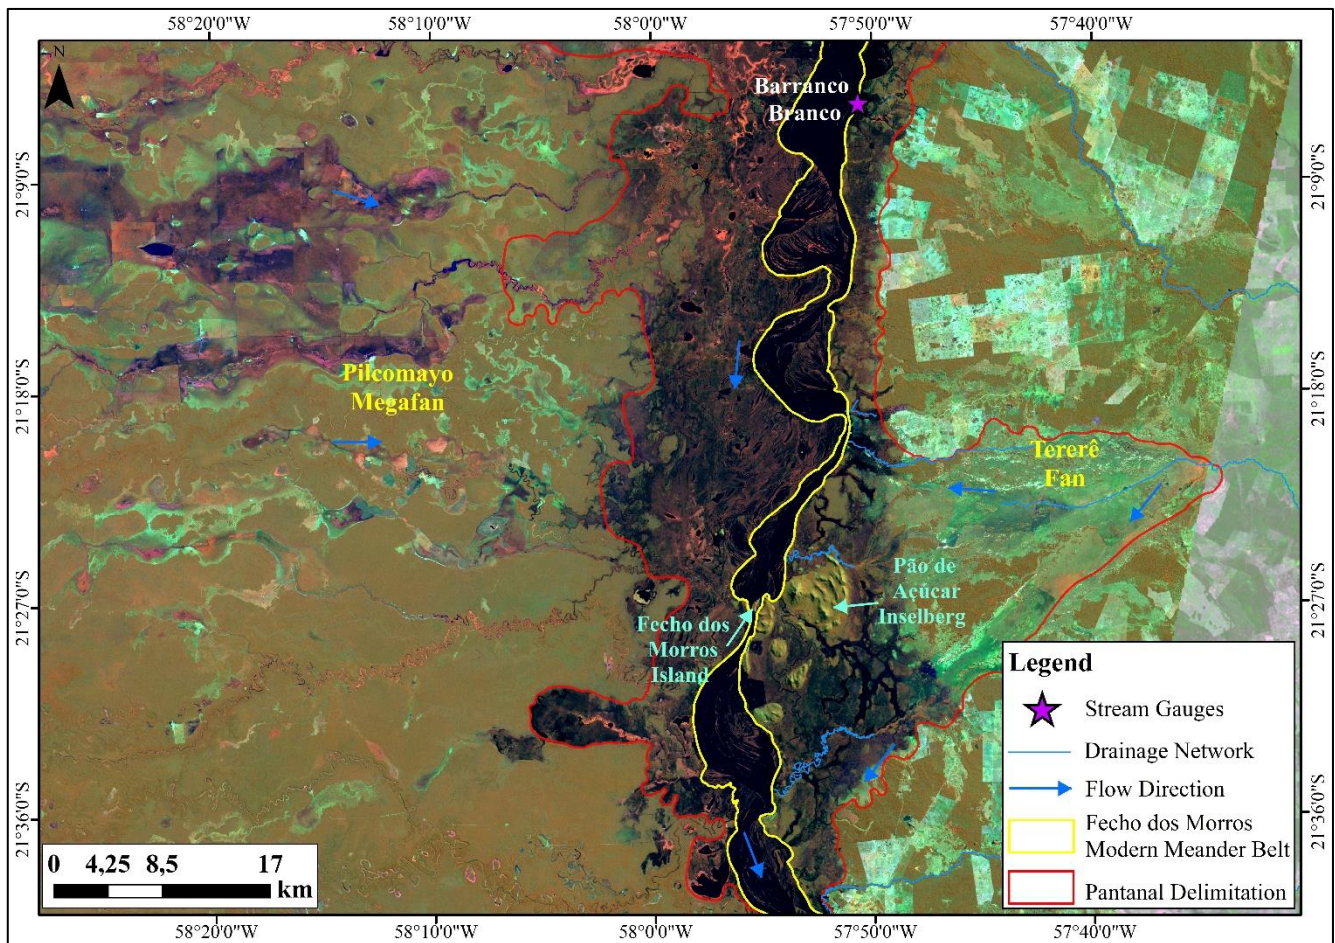 58°20'0"W
58°10'0"W
58°0'0"W
57°50'0"W
57°40'0"W
N
Barranco
Branco
21°9'0"S
21°9'0"S
21°18'0"S
21°18'0"S
Pilcomayo
Megafan
Tererê
Fan
Pão de
Açúcar
Inselberg
21°27'0"S
21°27'0"S
Fecho dos
Morros
Island
Legend
Stream Gauges
Drainage Network
Flow Direction
Fecho dos Morros
Modern Meander Belt
Pantanal Delimitation
21°36'0"S
21°36'0"S
0 4,25 8,5 17
km
58°20'0"W
58°10'0"W
58°0'0"W
57°50'0"W
57°40'0"W